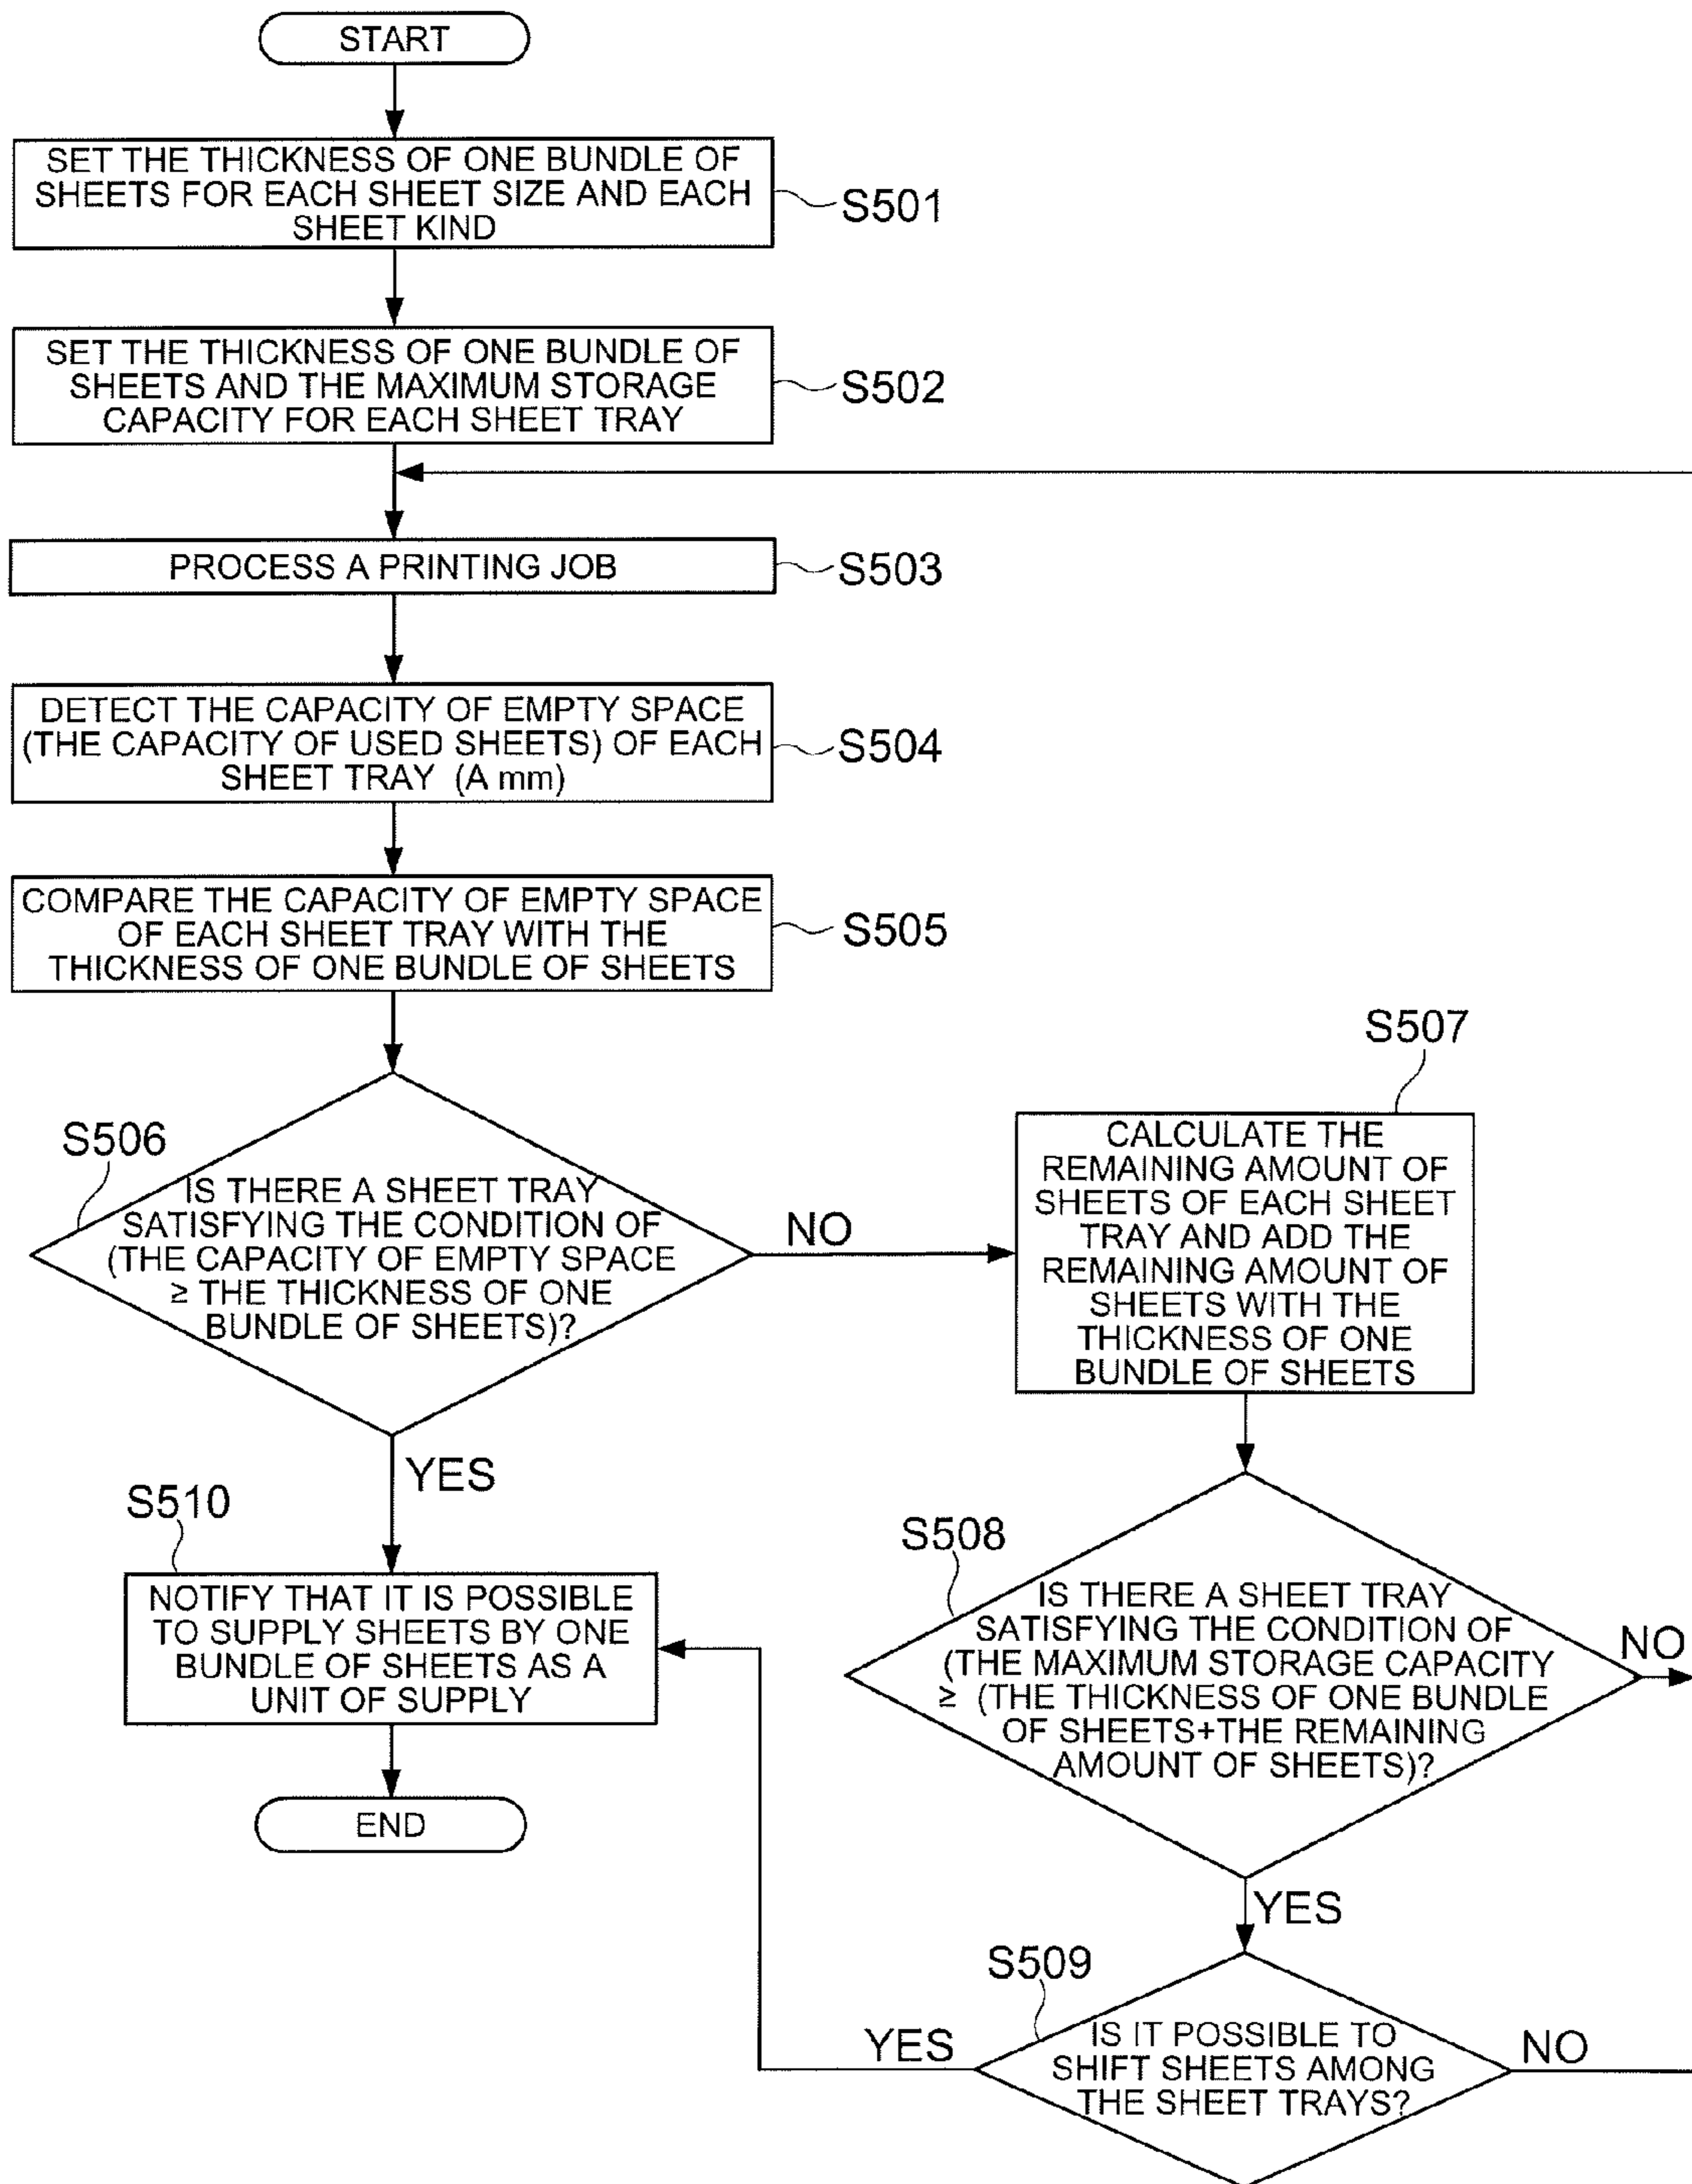 START
SET THE THICKNESS OF ONE BUNDLE OF
SHEETS FOR EACH SHEET SIZE AND EACH
SHEET KIND
S501
SET THE THICKNESS OF ONE BUNDLE OF
SHEETS AND THE MAXIMUM STORAGE
CAPACITY FOR EACH SHEET TRAY
S502
PROCESS A PRINTING JOB
S503
DETECT THE CAPACITY OF EMPTY SPACE
(THE CAPACITY OF USED SHEETS) OF EACH
SHEET TRAY (A mm)
S504
COMPARE THE CAPACITY OF EMPTY SPACE
OF EACH SHEET TRAY WITH THE
THICKNESS OF ONE BUNDLE OF SHEETS
S505
S506
IS THERE A SHEET TRAY
SATISFYING THE CONDITION OF
(THE CAPACITY OF EMPTY SPACE
≥ THE THICKNESS OF ONE
BUNDLE OF SHEETS)?
NO
YES
S507
CALCULATE THE
REMAINING AMOUNT OF
SHEETS OF EACH SHEET
TRAY AND ADD THE
REMAINING AMOUNT OF
SHEETS WITH THE
THICKNESS OF ONE
BUNDLE OF SHEETS
S508
IS THERE A SHEET TRAY
SATISFYING THE CONDITION OF
(THE MAXIMUM STORAGE CAPACITY
≥ (THE THICKNESS OF ONE BUNDLE
OF SHEETS+THE REMAINING
AMOUNT OF SHEETS)?
NO
YES
S509
IS IT POSSIBLE TO
SHIFT SHEETS AMONG
THE SHEET TRAYS?
YES
NO
S510
NOTIFY THAT IT IS POSSIBLE
TO SUPPLY SHEETS BY ONE
BUNDLE OF SHEETS AS A
UNIT OF SUPPLY
END